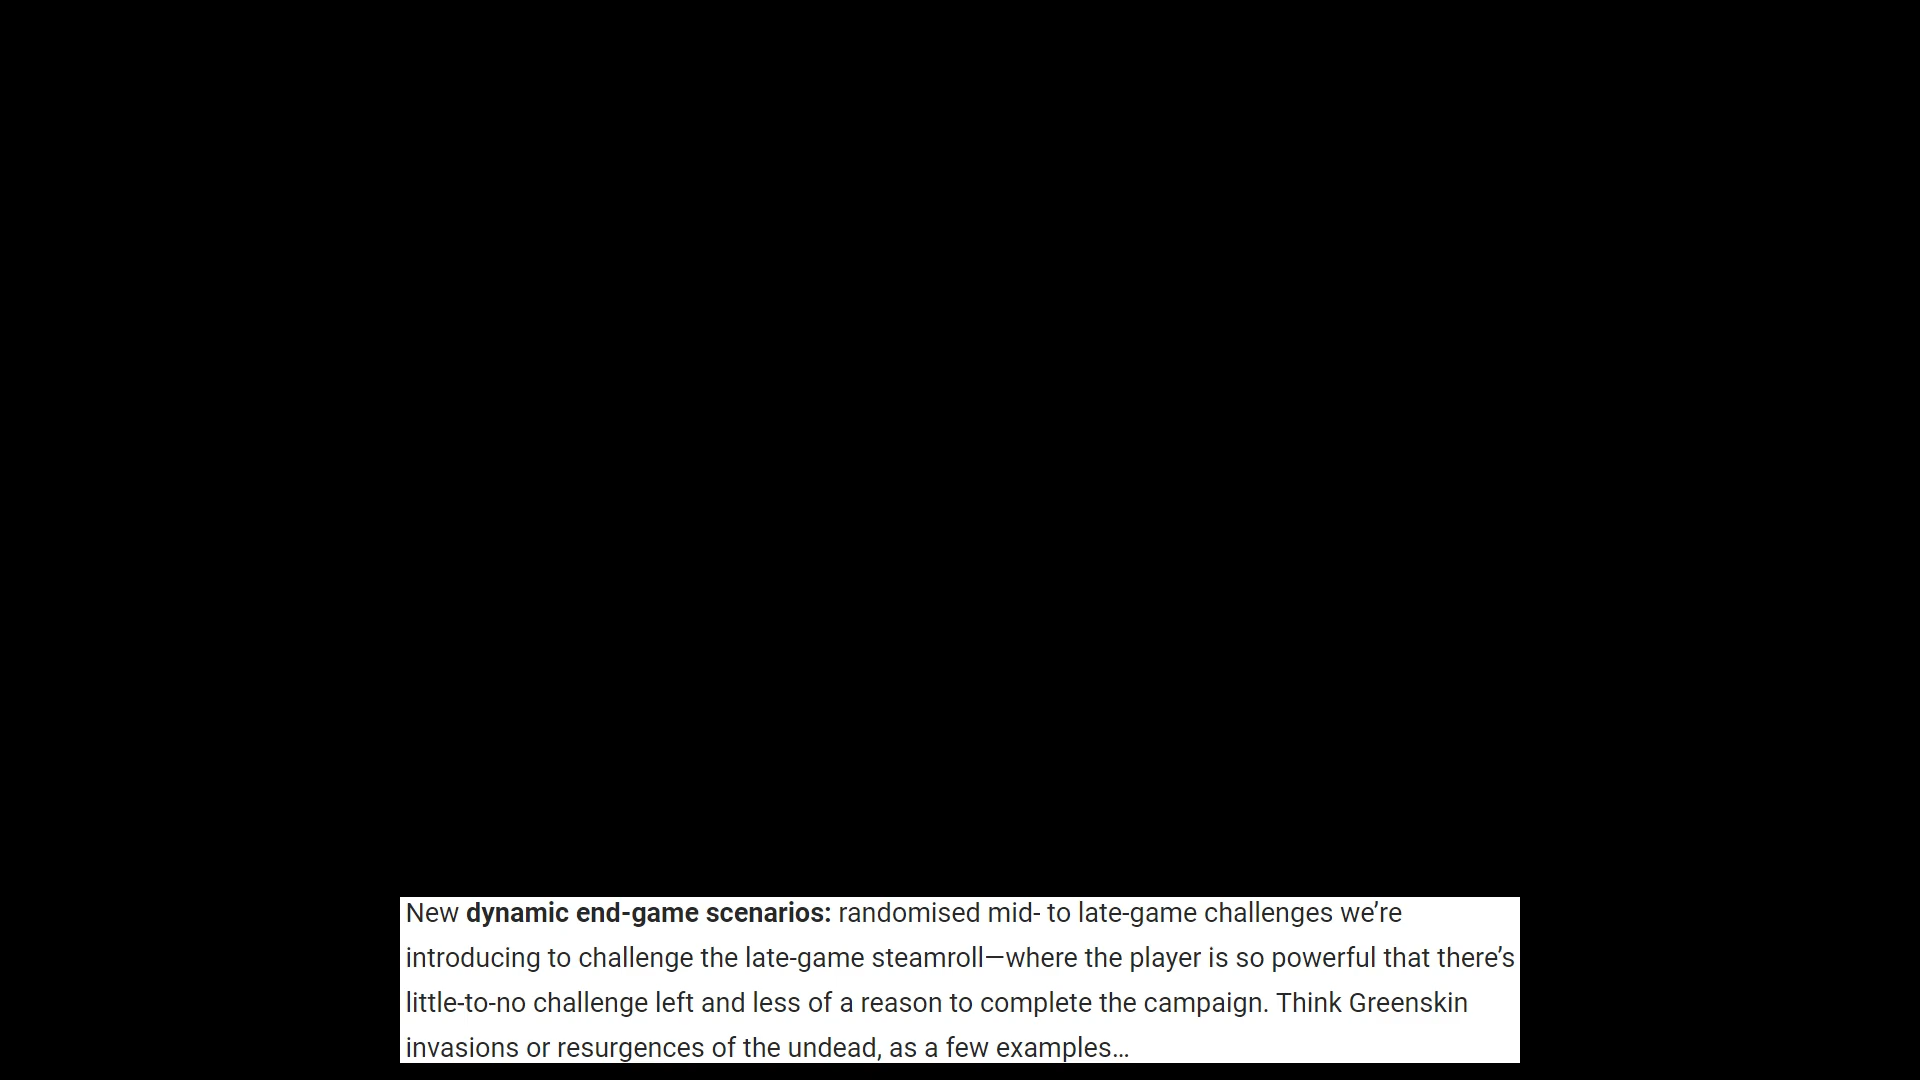 New dynamic end-game scenarios: randomised mid- to late-game challenges we’re
introducing to challenge the late-game steamroll—where the player is so powerful that there’s
little-to-no challenge left and less of a reason to complete the campaign. Think Greenskin
invasions or resurgences of the undead, as a few examples…